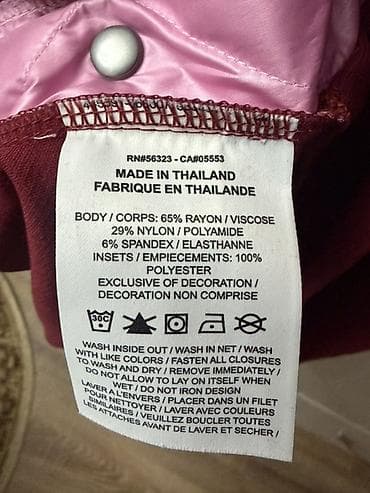 RN#56323 - CA#05553
MADE IN THAILAND
FABRIQUE EN THAILANDE
BODY / CORPS: 65% RAYON / VISCOSE
29% NYLON / POLYAMIDE
6% SPANDEX / ELASTHANNE
INSETS / EMPIECEMENTS: 100%
POLYESTER
EXCLUSIVE OF DECORATION /
DECORATION NON COMPRISE
30C
WASH INSIDE OUT / WASH IN NET / WASH
WITH LIKE COLORS / FASTEN ALL CLOSURES
TO WASH AND DRY / REMOVE IMMEDIATELY /
DO NOT ALLOW TO LAY ON ITSELF WHEN
WET / DO NOT IRON DESIGN
LAVER A L'ENVERS / PLACER DANS UN FILET
POUR NETTOYER / LAVER AVEC COULEURS
SIMILAIRES / VEUILLEZ BOUCLER TOUTES
LES ATTACHES AVANT DE LAVER ET SECHER /